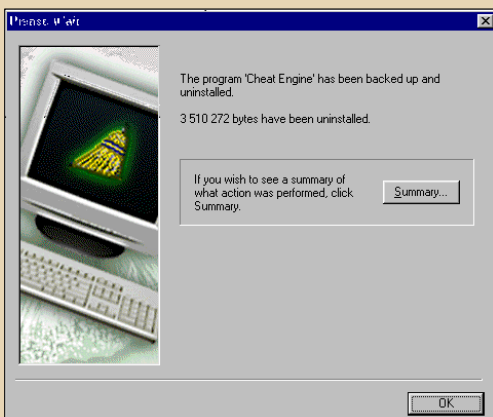 Please Wait
The program 'Cheat Engine' has been backed up and
uninstalled.
3 510 272 bytes have been uninstalled.
If you wish to see a summary of
what action was performed, click
Summary.
Summary...
OK